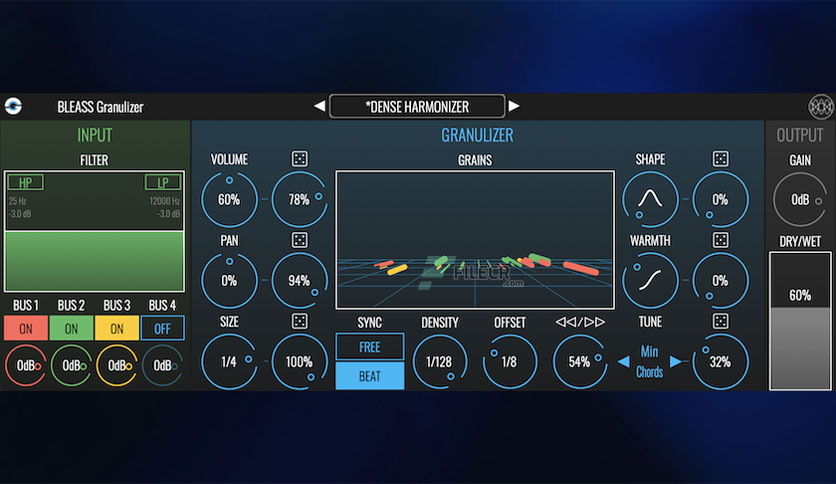 BLEASS Granulizer
*DENSE HARMONIZER
INPUT
FILTER
HP
LP
25 Hz
12000 Hz
-3.0 dB
-3.0 dB
BUS 1
BUS 2
BUS 3
BUS 4
ON
ON
ON
OFF
0dB
0dB
0dB
0dB
GRANULIZER
VOLUME
60%
78%
PAN
0%
94%
SIZE
1/4
100%
GRAINS
FILECR
.com
SYNC
FREE
BEAT
DENSITY
1/128
OFFSET
1/8
54%
SHAPE
0%
WARMTH
0%
TUNE
Min
Chords
32%
OUTPUT
GAIN
0dB
DRY/WET
60%